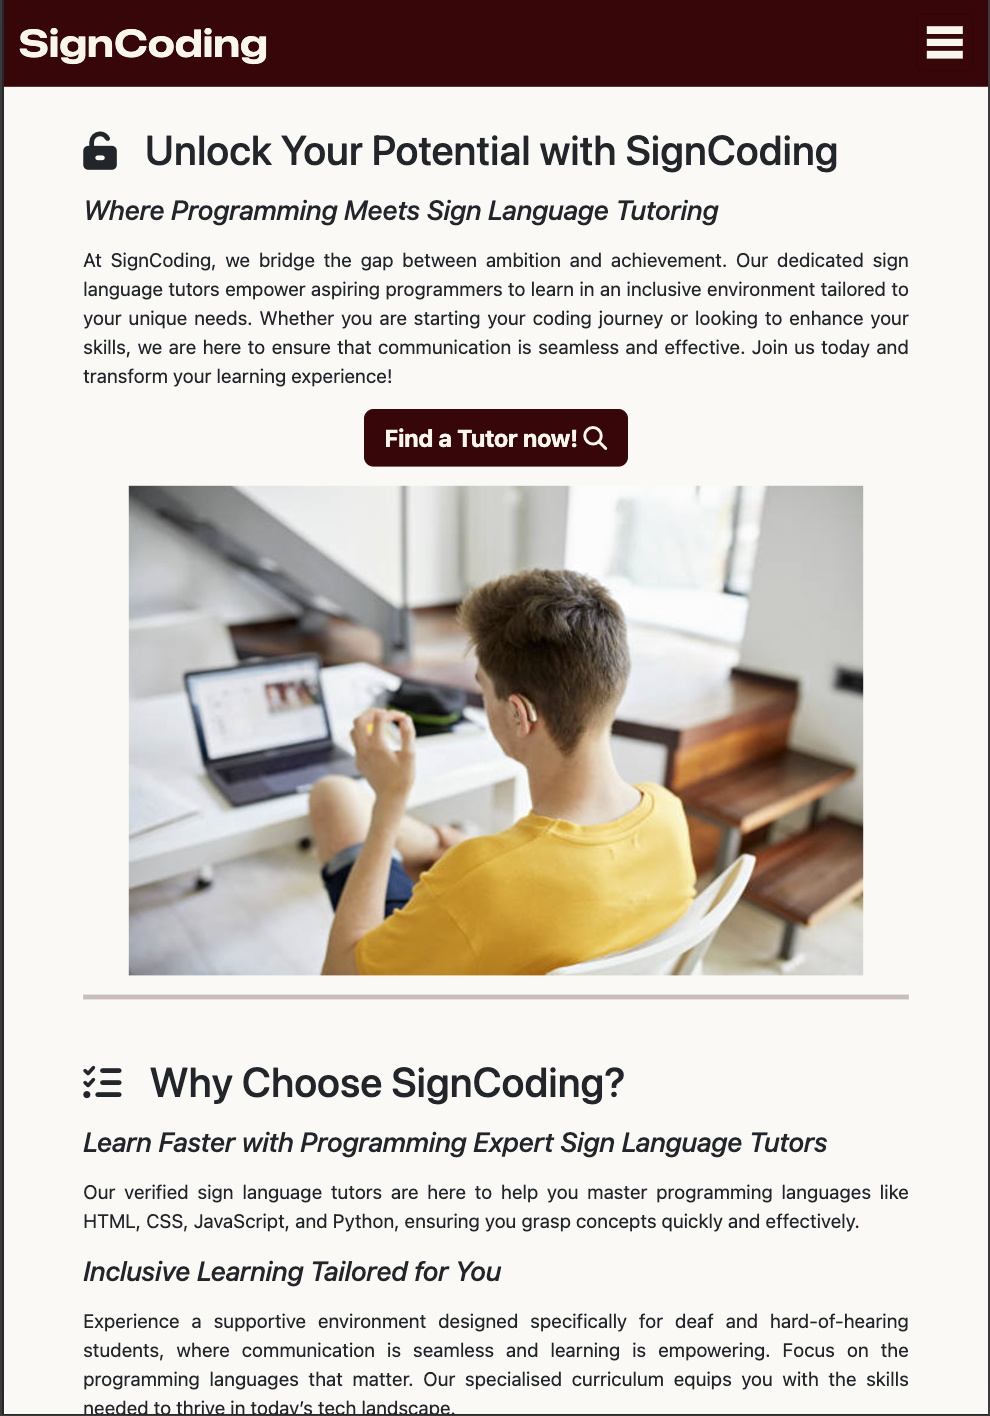 SignCoding
Unlock Your Potential with SignCoding
Where Programming Meets Sign Language Tutoring
At SignCoding, we bridge the gap between ambition and achievement. Our dedicated sign
language tutors empower aspiring programmers to learn in an inclusive environment tailored to
your unique needs. Whether you are starting your coding journey or looking to enhance your
skills, we are here to ensure that communication is seamless and effective. Join us today and
transform your learning experience!
Find a Tutor now!
Why Choose SignCoding?
Learn Faster with Programming Expert Sign Language Tutors
Our verified sign language tutors are here to help you master programming languages like
HTML, CSS, JavaScript, and Python, ensuring you grasp concepts quickly and effectively.
Inclusive Learning Tailored for You
Experience a supportive environment designed specifically for deaf and hard-of-hearing
students, where communication is seamless and learning is empowering. Focus on the
programming languages that matter. Our specialised curriculum equips you with the skills
needed to thrive in today's tech landscape.